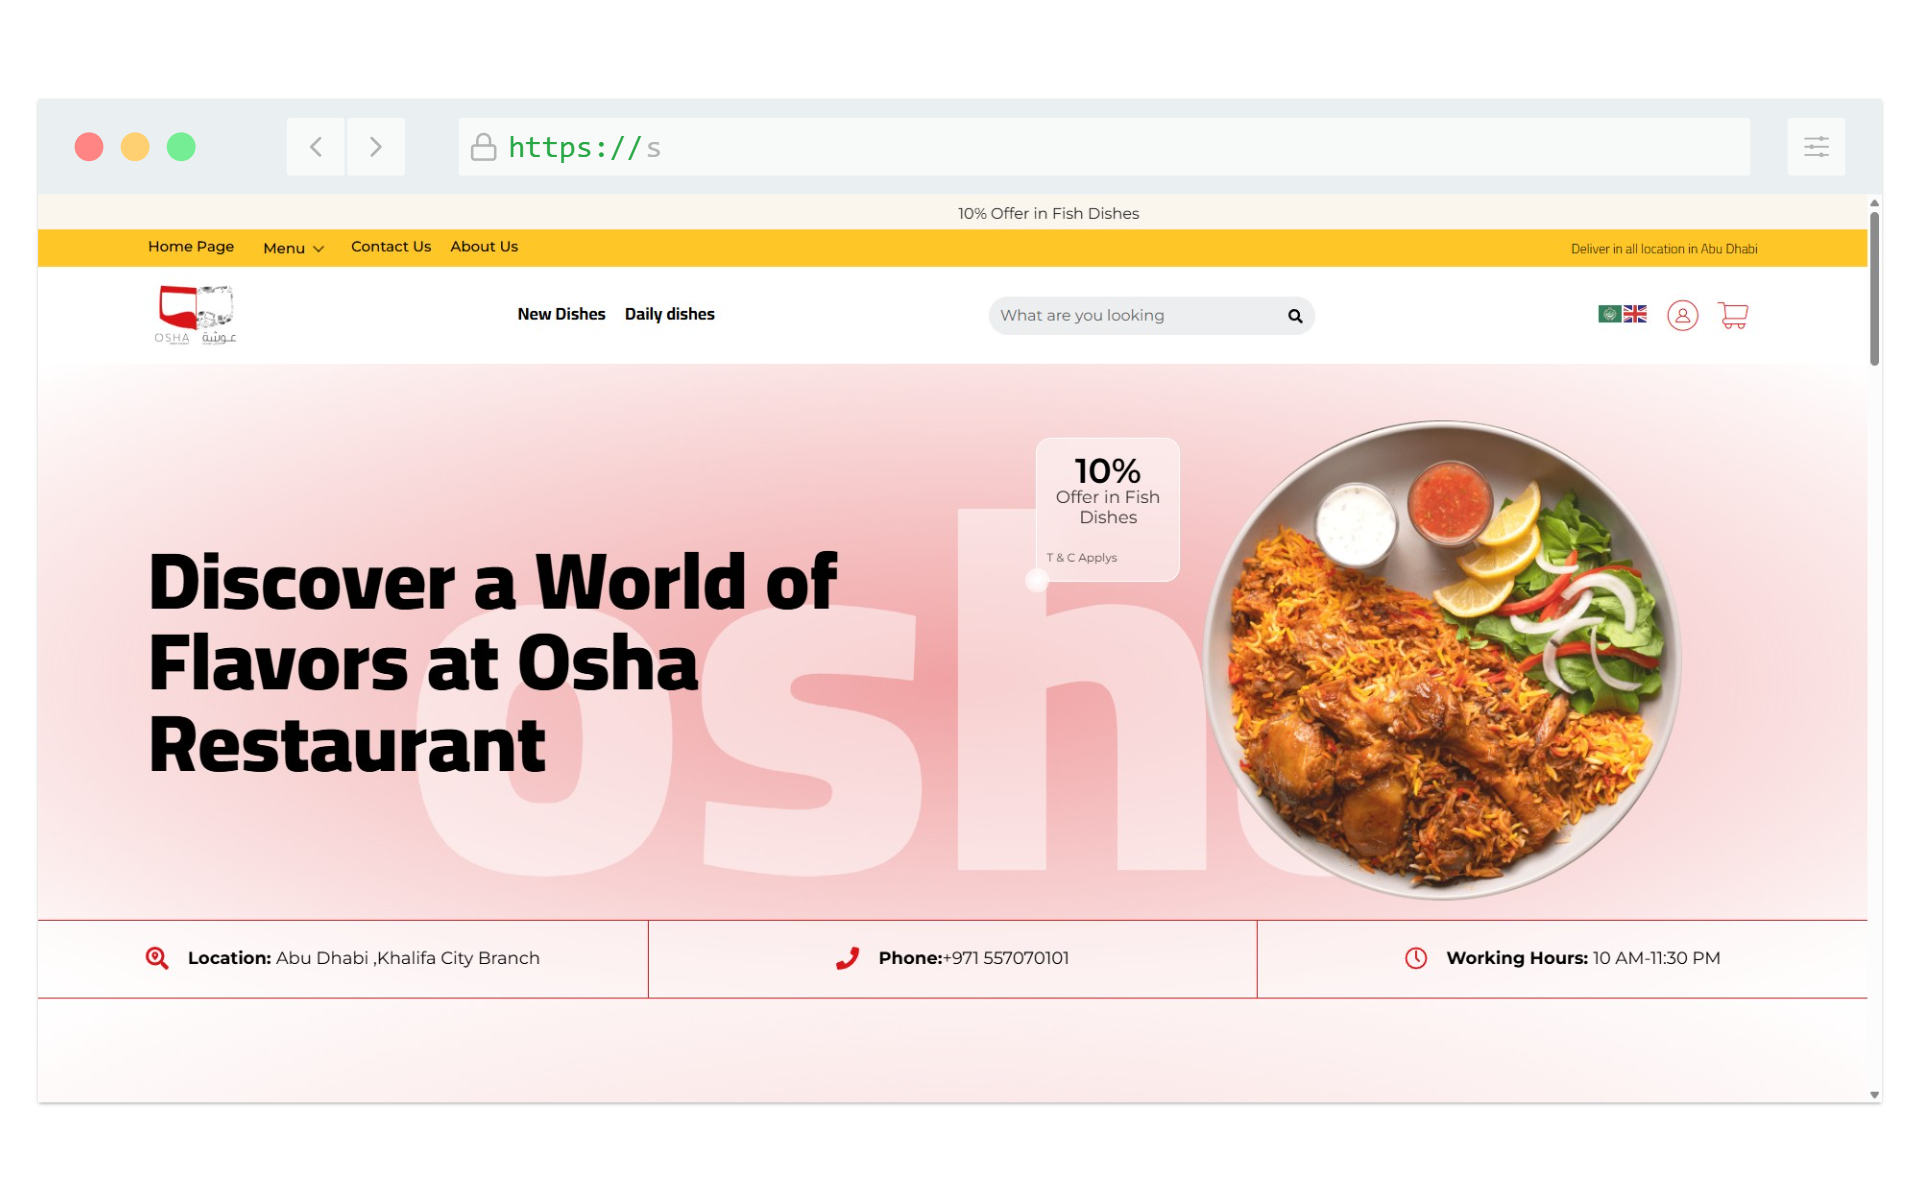 https://s
10% Offer in Fish Dishes
Home Page Menu Contact Us About Us Deliver in all location in Abu Dhabi
OSHA عوشة
New Dishes Daily dishes What are you looking
10%
Offer in Fish
Dishes
T & C Applys
osh
Discover a World of
Flavors at Osha
Restaurant
Location: Abu Dhabi ,Khalifa City Branch
Phone:+971 557070101
Working Hours: 10 AM-11:30 PM